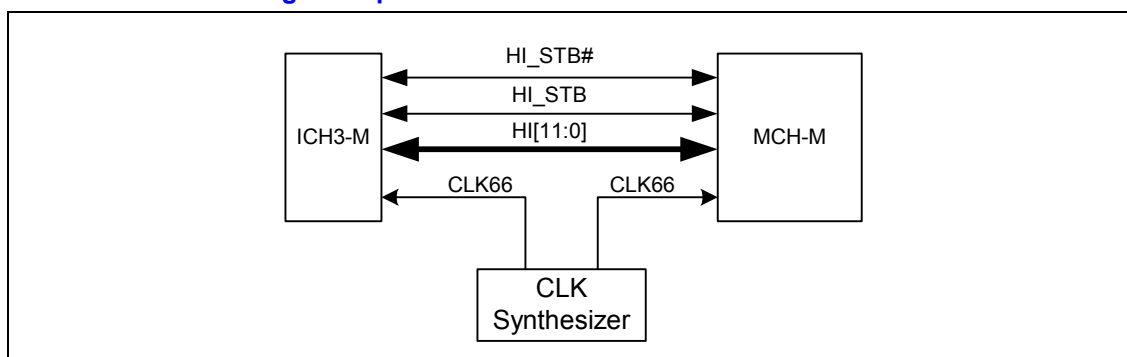 HI_STB#
HI_STB
HI[11:0]
ICH3-M
MCH-M
CLK66
CLK66
CLK
Synthesizer